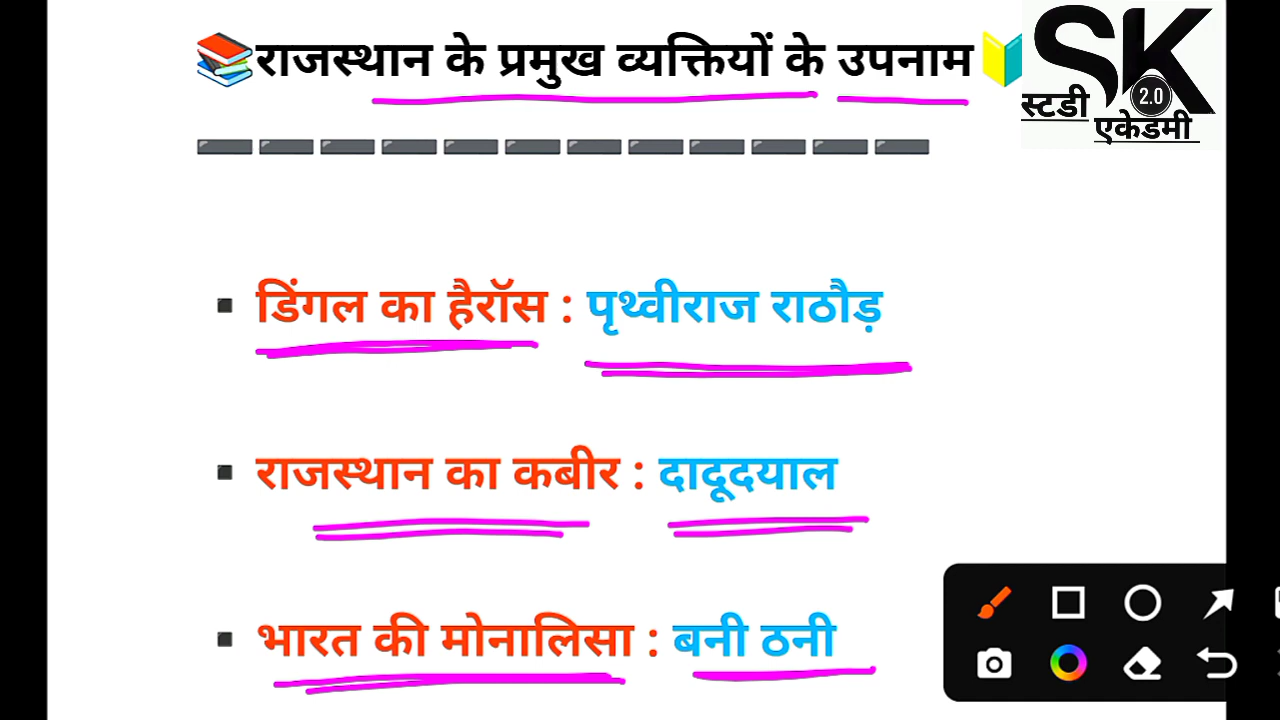 📚राजस्थान के प्रमुख व्यक्तियों के उपनाम🔰
SK
2.0
स्टडी
एकेडमी
▪ डिंगल का हैरॉस : पृथ्वीराज राठौड़
▪ राजस्थान का कबीर : दादूदयाल
▪ भारत की मोनालिसा : बनी ठनी